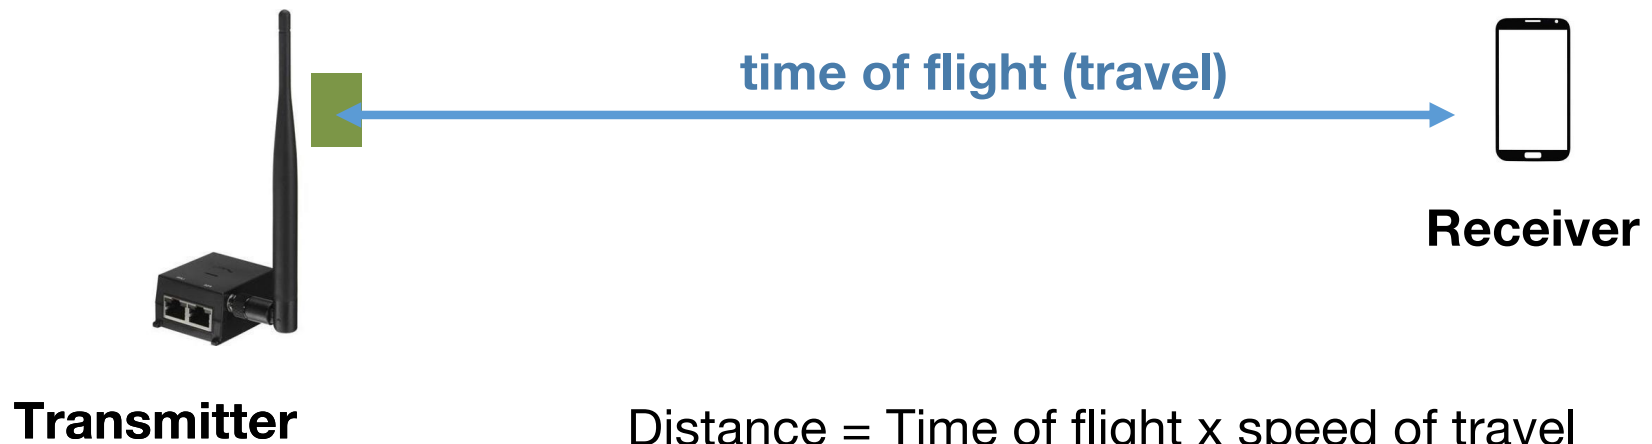 time of flight (travel)
Receiver
Transmitter
Distance = Time of flight x speed of travel